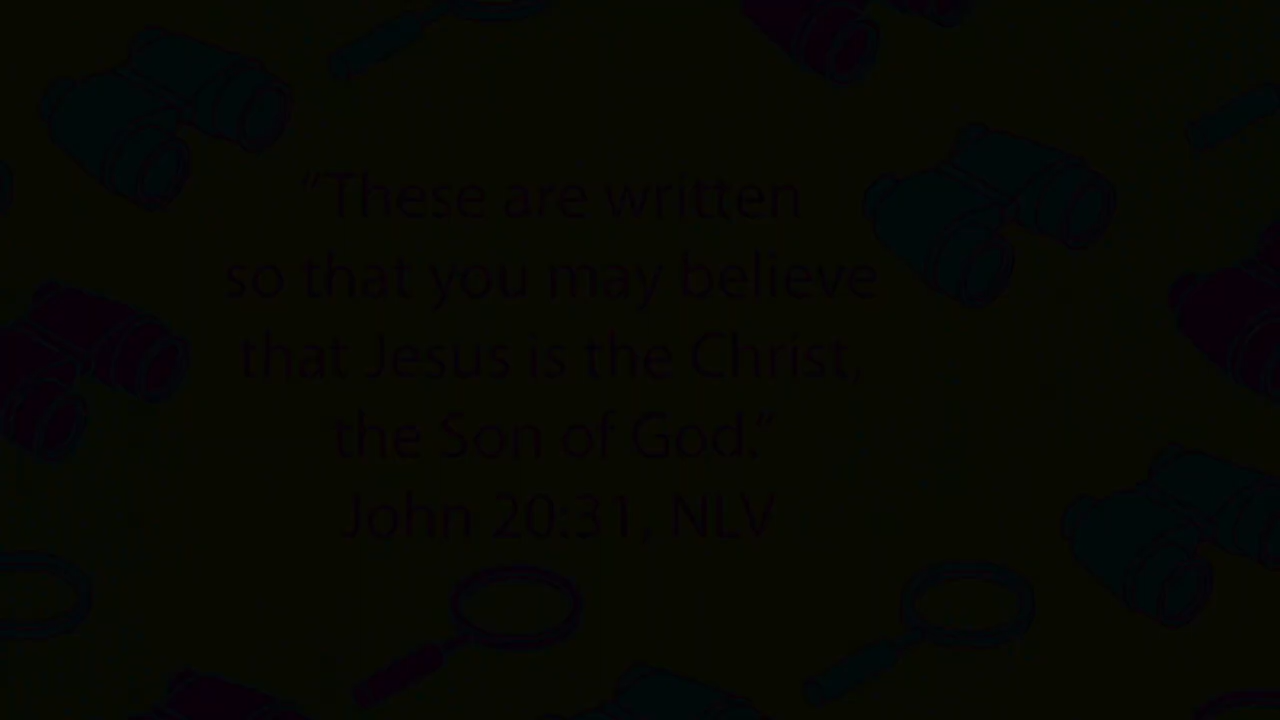 “These are written
so that you may believe
that Jesus is the Christ,
the Son of God.”
John 20:31, NLV